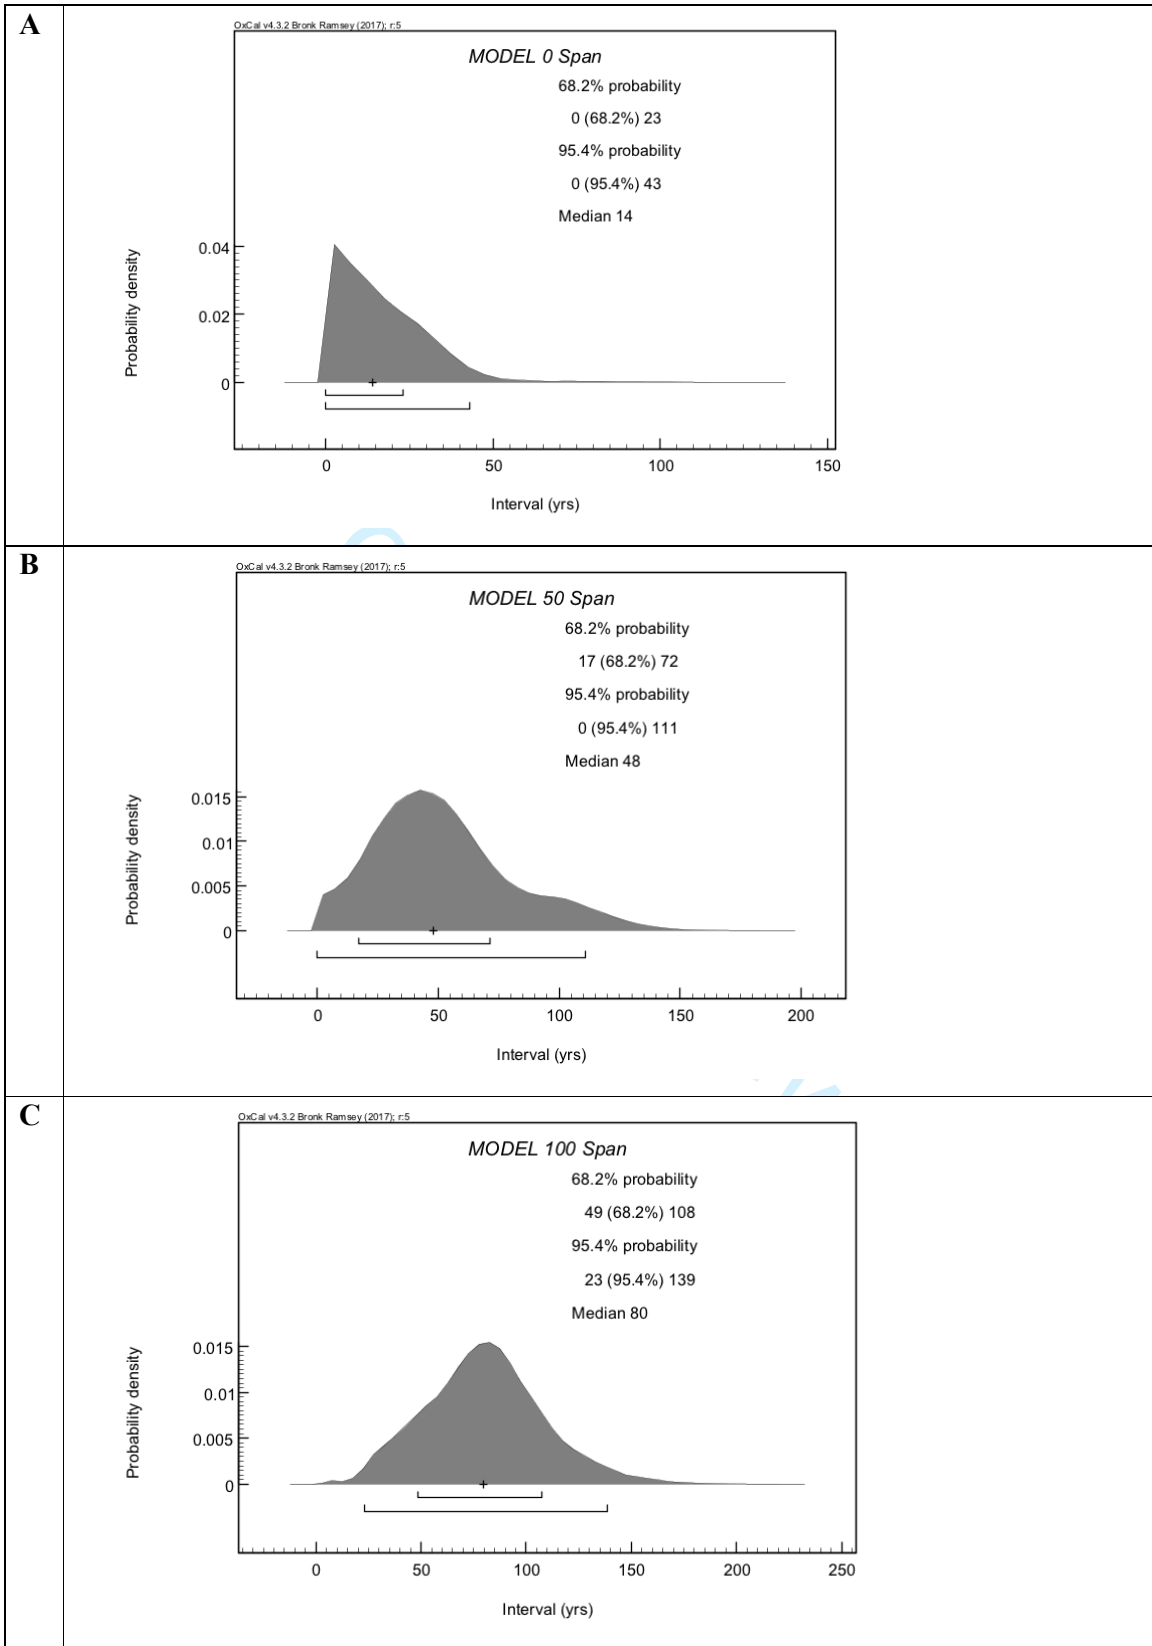 A
OxCal v4.3.2 Bronk Ramsey (2017); r:5
MODEL 0 Span
68.2% probability
0 (68.2%) 23
95.4% probability
0 (95.4%) 43
Median 14
Probability density
0.04
0.02
0
0 50 100 150
Interval (yrs)
B
OxCal v4.3.2 Bronk Ramsey (2017); r:5
MODEL 50 Span
68.2% probability
17 (68.2%) 72
95.4% probability
0 (95.4%) 111
Median 48
Probability density
0.015
0.01
0.005
0
0 50 100 150 200
Interval (yrs)
C
OxCal v4.3.2 Bronk Ramsey (2017); r:5
MODEL 100 Span
68.2% probability
49 (68.2%) 108
95.4% probability
23 (95.4%) 139
Median 80
Probability density
0.015
0.01
0.005
0
0 50 100 150 200 250
Interval (yrs)